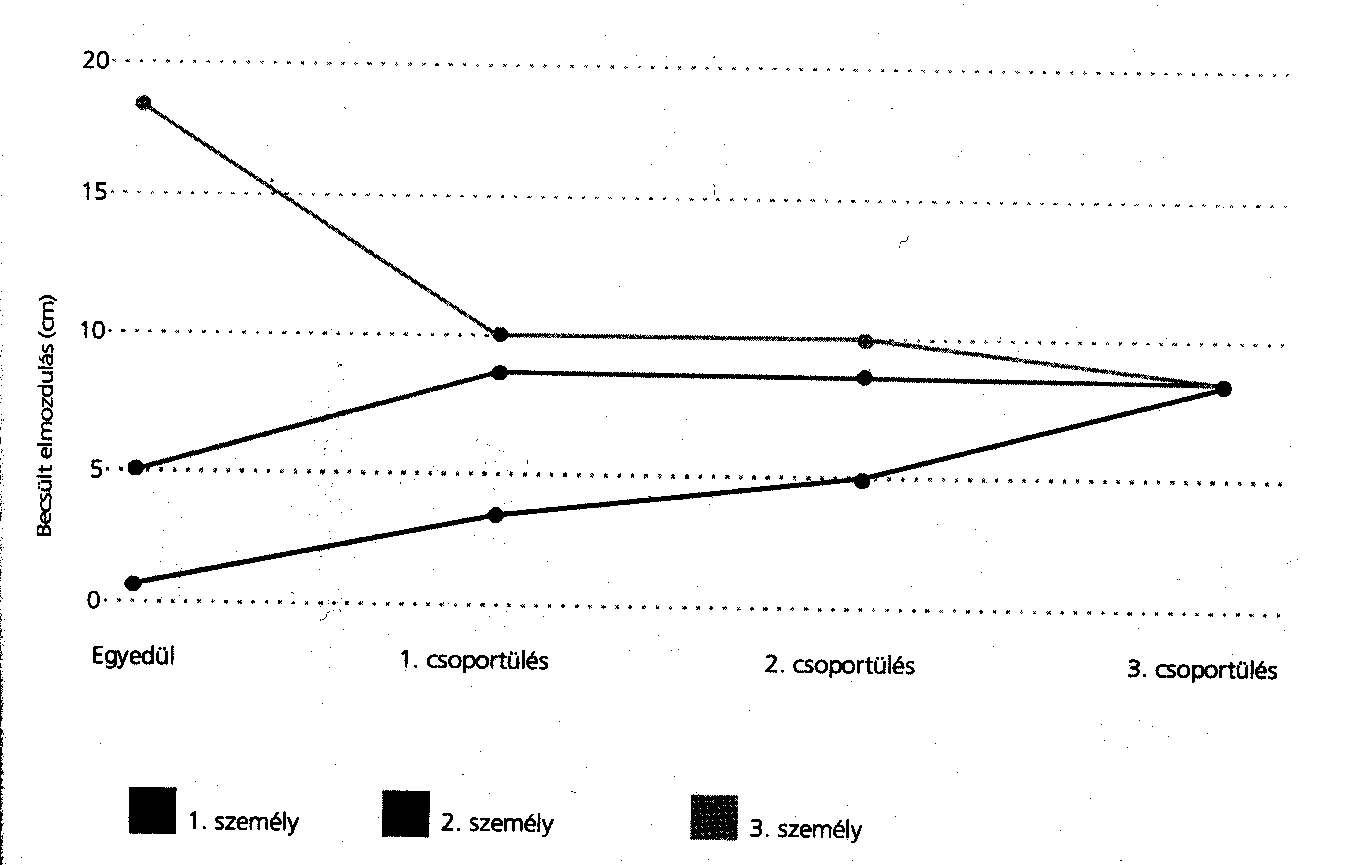 20
15
10
5
0
Becsült elmozdulás (cm)
Egyedül
1. csoportülés
2. csoportülés
3. csoportülés
1. személy
2. személy
3. személy